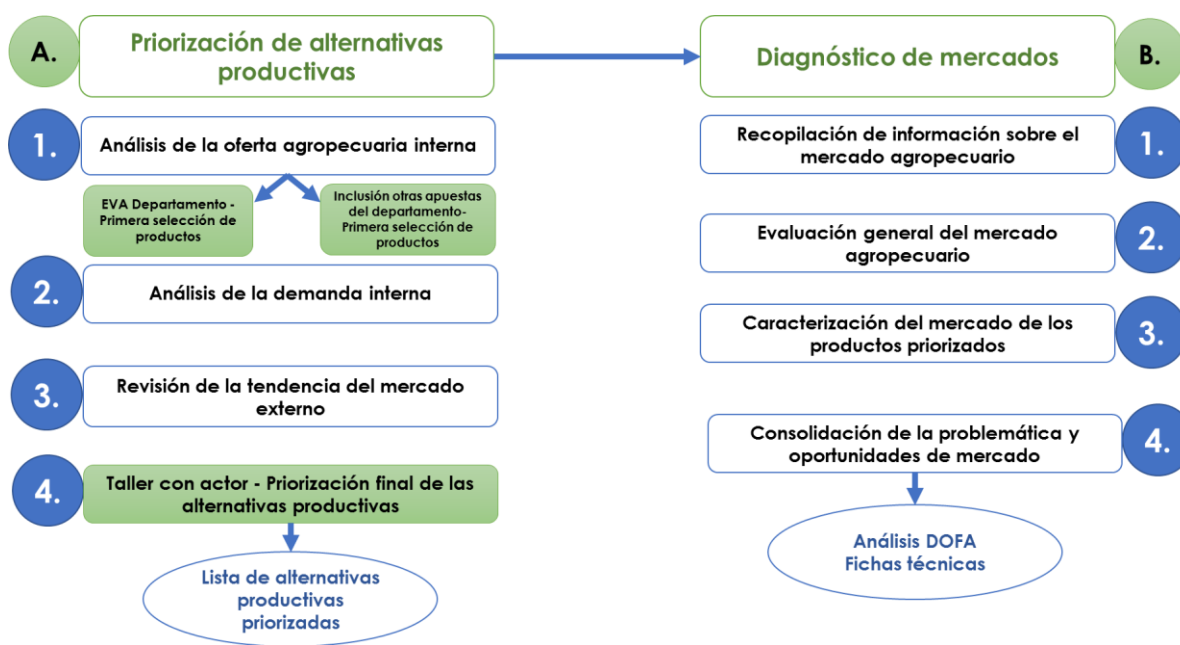 A.
Priorización de alternativas
productivas
1.
Análisis de la oferta agropecuaria interna
EVA Departamento -
Primera selección de
productos
Inclusión otras apuestas
del departamento-
Primera selección de
productos
2.
Análisis de la demanda interna
3.
Revisión de la tendencia del mercado
externo
4.
Taller con actor - Priorización final de las
alternativas productivas
Lista de alternativas
productivas
priorizadas
Diagnóstico de mercados
B.
Recopilación de información sobre el
mercado agropecuario
1.
Evaluación general del mercado
agropecuario
2.
Caracterización del mercado de los
productos priorizados
3.
Consolidación de la problemática y
oportunidades de mercado
4.
Análisis DOFA
Fichas técnicas